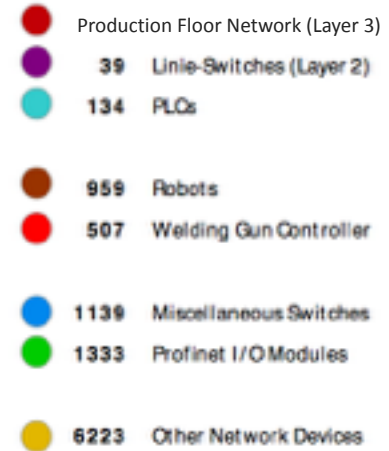 Production Floor Network (Layer 3)
39 Linie-Switches (Layer 2)
134 PLCs
959 Robots
507 Welding Gun Controller
1139 Miscellaneous Switches
1333 Profinet I/O Modules
6223 Other Network Devices